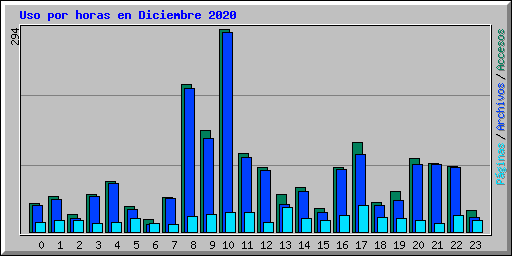 Uso por horas en Diciembre 2020
294
Páginas / Archivos / Accesos
0 1 2 3 4 5 6 7 8 9 10 11 12 13 14 15 16 17 18 19 20 21 22 23